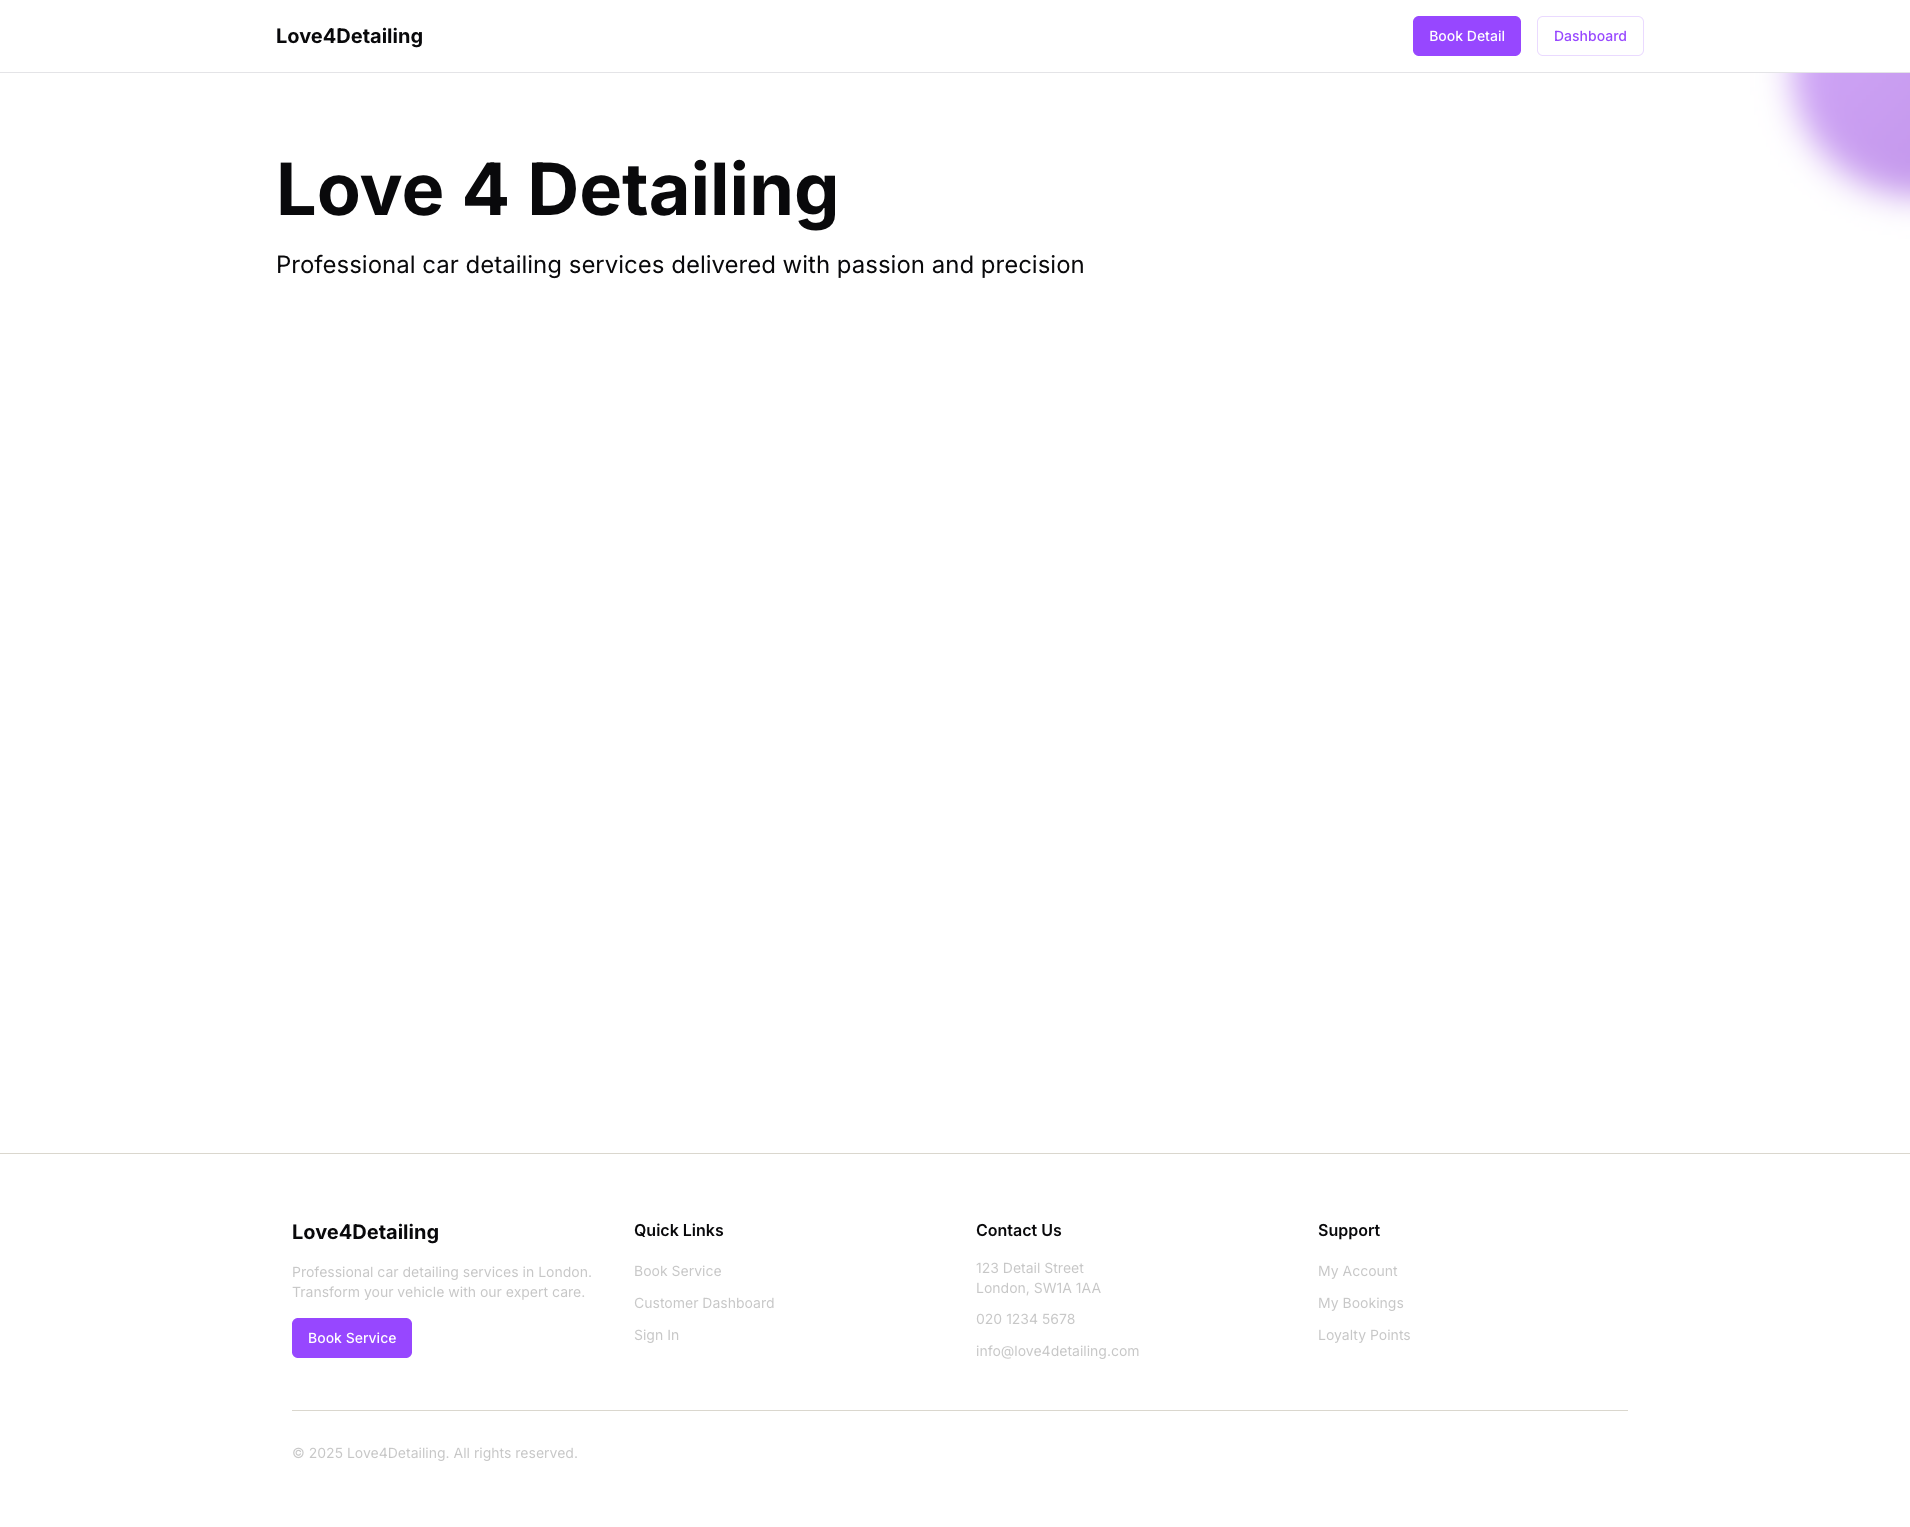 Love4Detailing
Book Detail
Dashboard
Love 4 Detailing
Professional car detailing services delivered with passion and precision
Love4Detailing
Professional car detailing services in London.
Transform your vehicle with our expert care.
Book Service
Quick Links
Book Service
Customer Dashboard
Sign In
Contact Us
123 Detail Street
London, SW1A 1AA
020 1234 5678
info@love4detailing.com
Support
My Account
My Bookings
Loyalty Points
© 2025 Love4Detailing. All rights reserved.